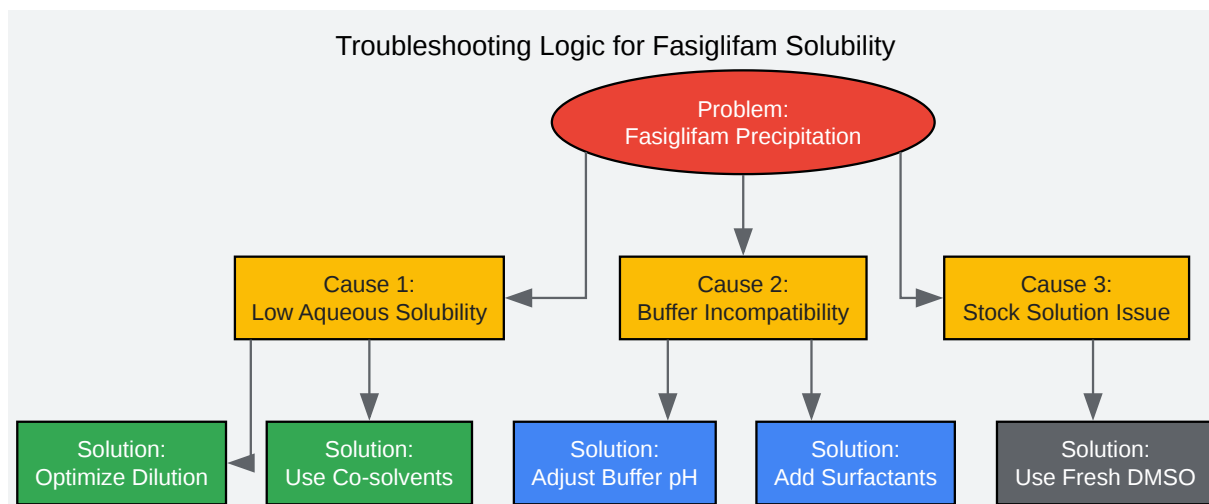 Troubleshooting Logic for Fasiglifam Solubility
Problem:
Fasiglifam Precipitation
Cause 1:
Low Aqueous Solubility
Cause 2:
Buffer Incompatibility
Cause 3:
Stock Solution Issue
Solution:
Optimize Dilution
Solution:
Use Co-solvents
Solution:
Adjust Buffer pH
Solution:
Add Surfactants
Solution:
Use Fresh DMSO